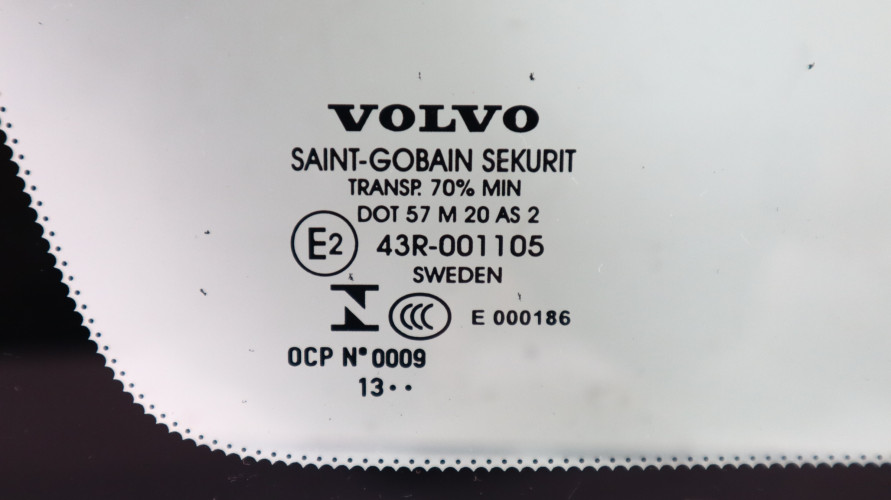 VOLVO
SAINT-GOBAIN SEKURIT
TRANSP. 70% MIN
DOT 57 M 20 AS 2
E2 43R-001105
SWEDEN
CCC E 000186
OCP N° 0009
13··